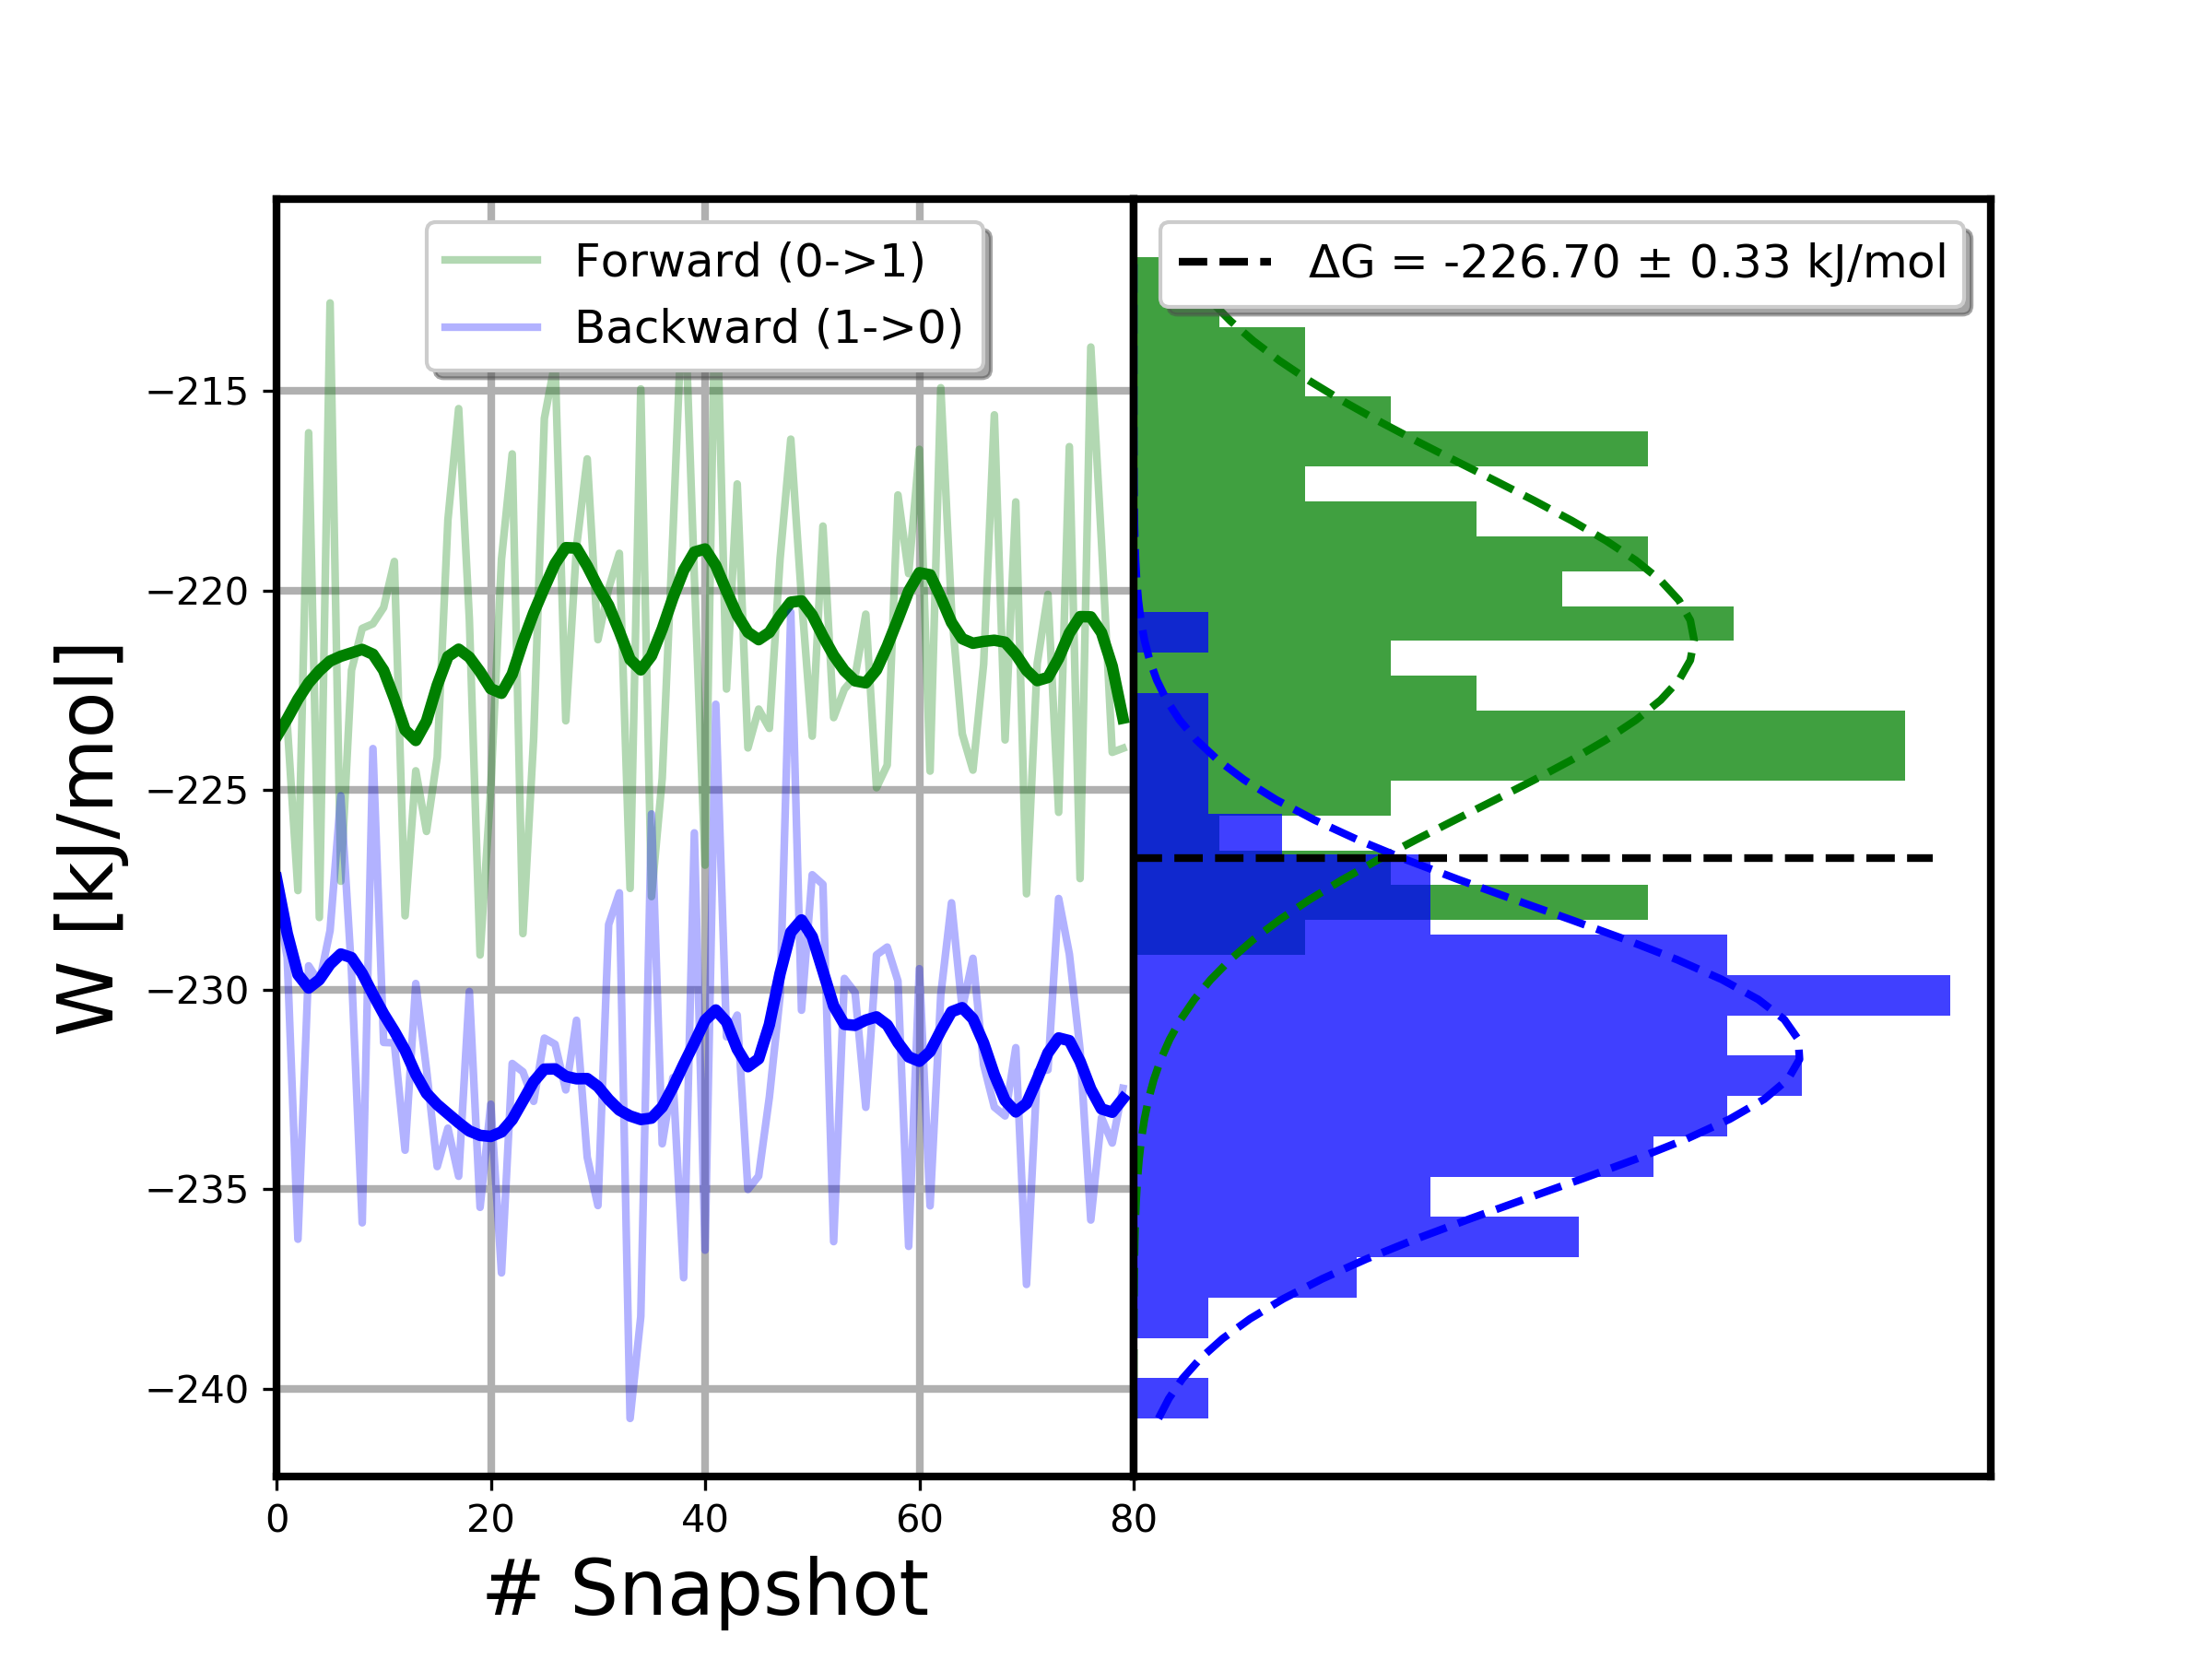 Forward (0->1)
Backward (1->0)
ΔG = -226.70 ± 0.33 kJ/mol
W [kJ/mol]
−215
−220
−225
−230
−235
−240
0 20 40 60 80
# Snapshot